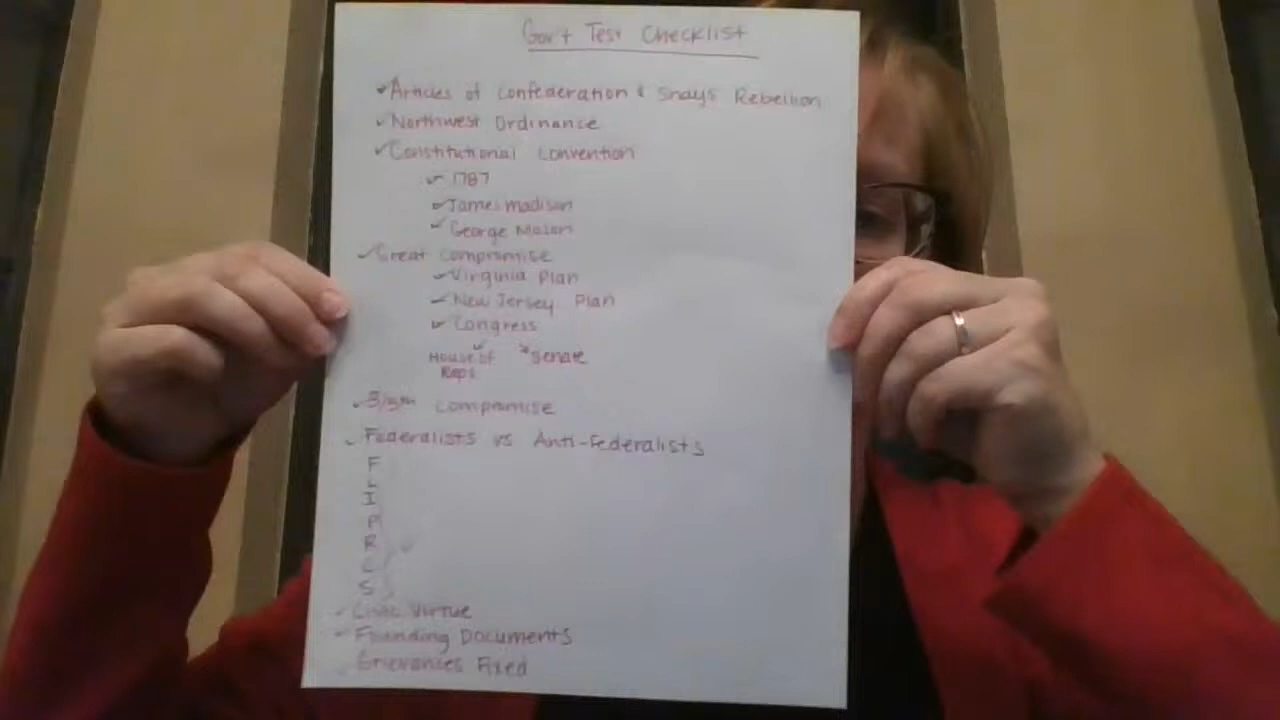 Gov't Test Checklist
✓Articles of Confederation & Shays Rebellion
✓Northwest Ordinance
✓Constitutional Convention
✓1787
✓James Madison
✓George Mason
✓Great Compromise
✓Virginia Plan
✓New Jersey Plan
✓Congress
House of ↘Senate
Reps
✓3/5th Compromise
✓Federalists vs Anti-Federalists
F
L
I
P
R
C
S
✓Civic Virtue
✓Founding Documents
Grievances Fixed